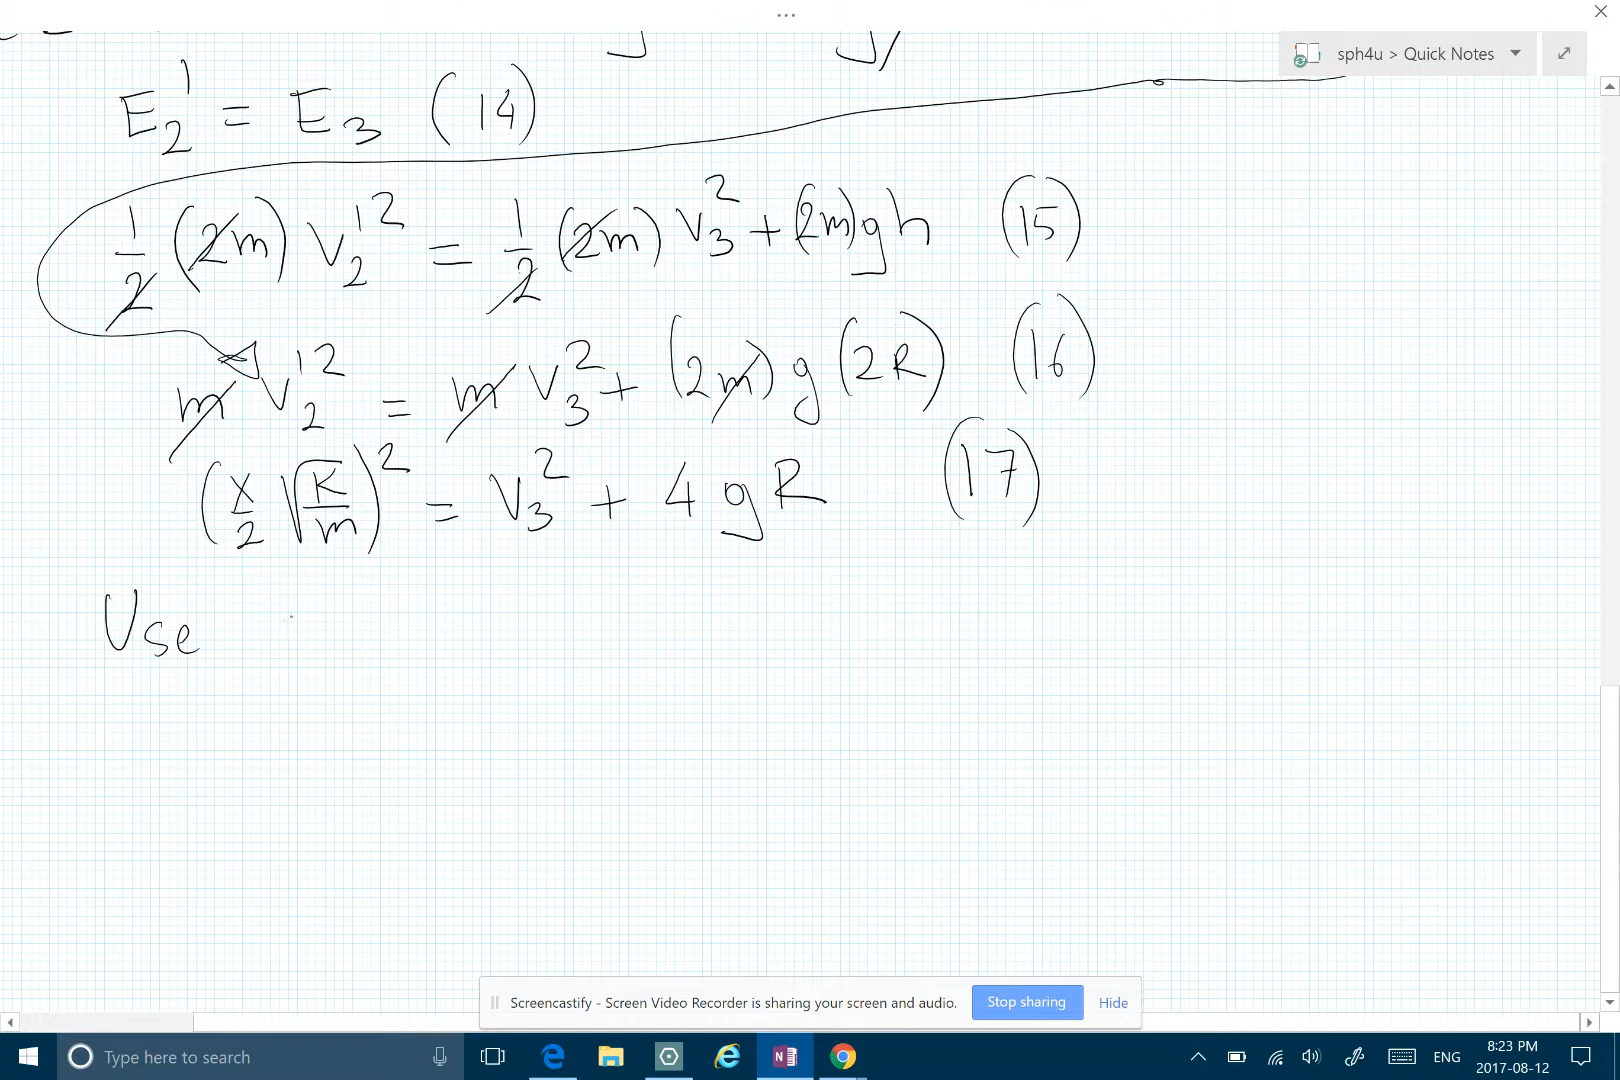 sph4u > Quick Notes
E₂' = E₃ (14)
1/2 (2m) v₂'² = 1/2 (2m) v₃² + (2m)gh (15)
m v₂'² = m v₃² + (2m) g (2R) (16)
(x/2 √(k/m))² = v₃² + 4 g R (17)
Use
Screencastify - Screen Video Recorder is sharing your screen and audio.
Stop sharing
Hide
Type here to search
ENG
8:23 PM
2017-08-12